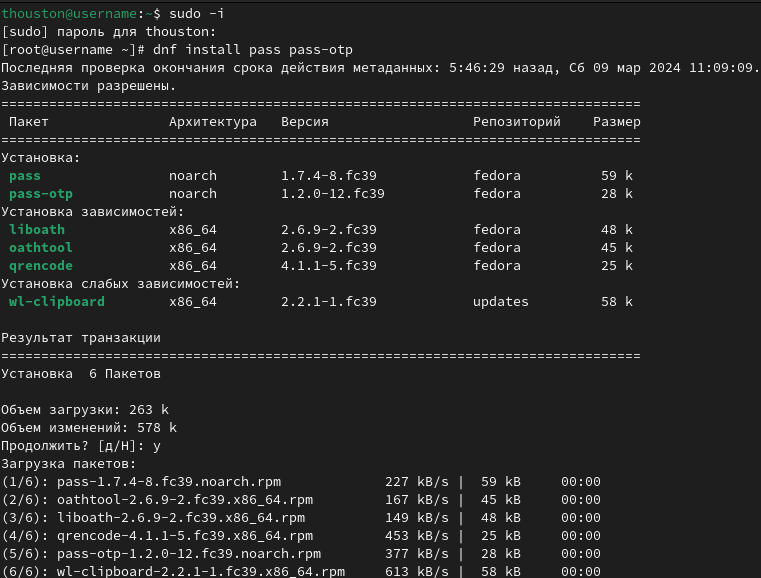 thouston@username:~$ sudo -i
[sudo] пароль для thouston:
[root@username ~]# dnf install pass pass-otp
Последняя проверка окончания срока действия метаданных: 5:46:29 назад, Сб 09 мар 2024 11:09:09.
Зависимости разрешены.
================================================================================
Пакет Архитектура Версия Репозиторий Размер
================================================================================
Установка:
pass noarch 1.7.4-8.fc39 fedora 59 k
pass-otp noarch 1.2.0-12.fc39 fedora 28 k
Установка зависимостей:
liboath x86_64 2.6.9-2.fc39 fedora 48 k
oathtool x86_64 2.6.9-2.fc39 fedora 45 k
qrencode x86_64 4.1.1-5.fc39 fedora 25 k
Установка слабых зависимостей:
wl-clipboard x86_64 2.2.1-1.fc39 updates 58 k
Результат транзакции
================================================================================
Установка  6 Пакетов
Объем загрузки: 263 k
Объем изменений: 578 k
Продолжить? [д/Н]: y
Загрузка пакетов:
(1/6): pass-1.7.4-8.fc39.noarch.rpm 227 kB/s | 59 kB 00:00
(2/6): oathtool-2.6.9-2.fc39.x86_64.rpm 167 kB/s | 45 kB 00:00
(3/6): liboath-2.6.9-2.fc39.x86_64.rpm 149 kB/s | 48 kB 00:00
(4/6): qrencode-4.1.1-5.fc39.x86_64.rpm 453 kB/s | 25 kB 00:00
(5/6): pass-otp-1.2.0-12.fc39.noarch.rpm 377 kB/s | 28 kB 00:00
(6/6): wl-clipboard-2.2.1-1.fc39.x86_64.rpm 613 kB/s | 58 kB 00:00